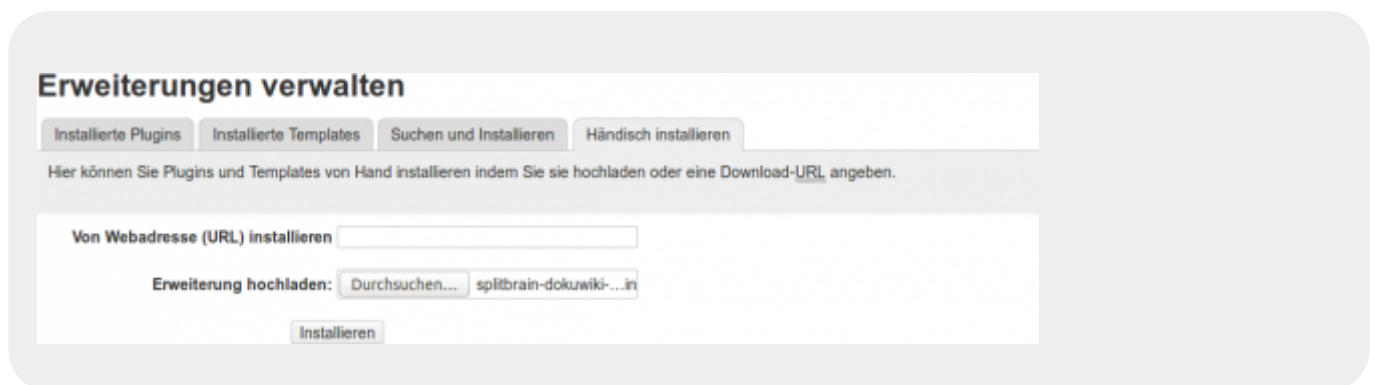 Erweiterungen verwalten
Installierte Plugins Installierte Templates Suchen und Installieren Händisch installieren
Hier können Sie Plugins und Templates von Hand installieren indem Sie sie hochladen oder eine Download-URL angeben.
Von Webadresse (URL) installieren
Erweiterung hochladen: Durchsuchen... splitbrain-dokuwiki-...in
Installieren